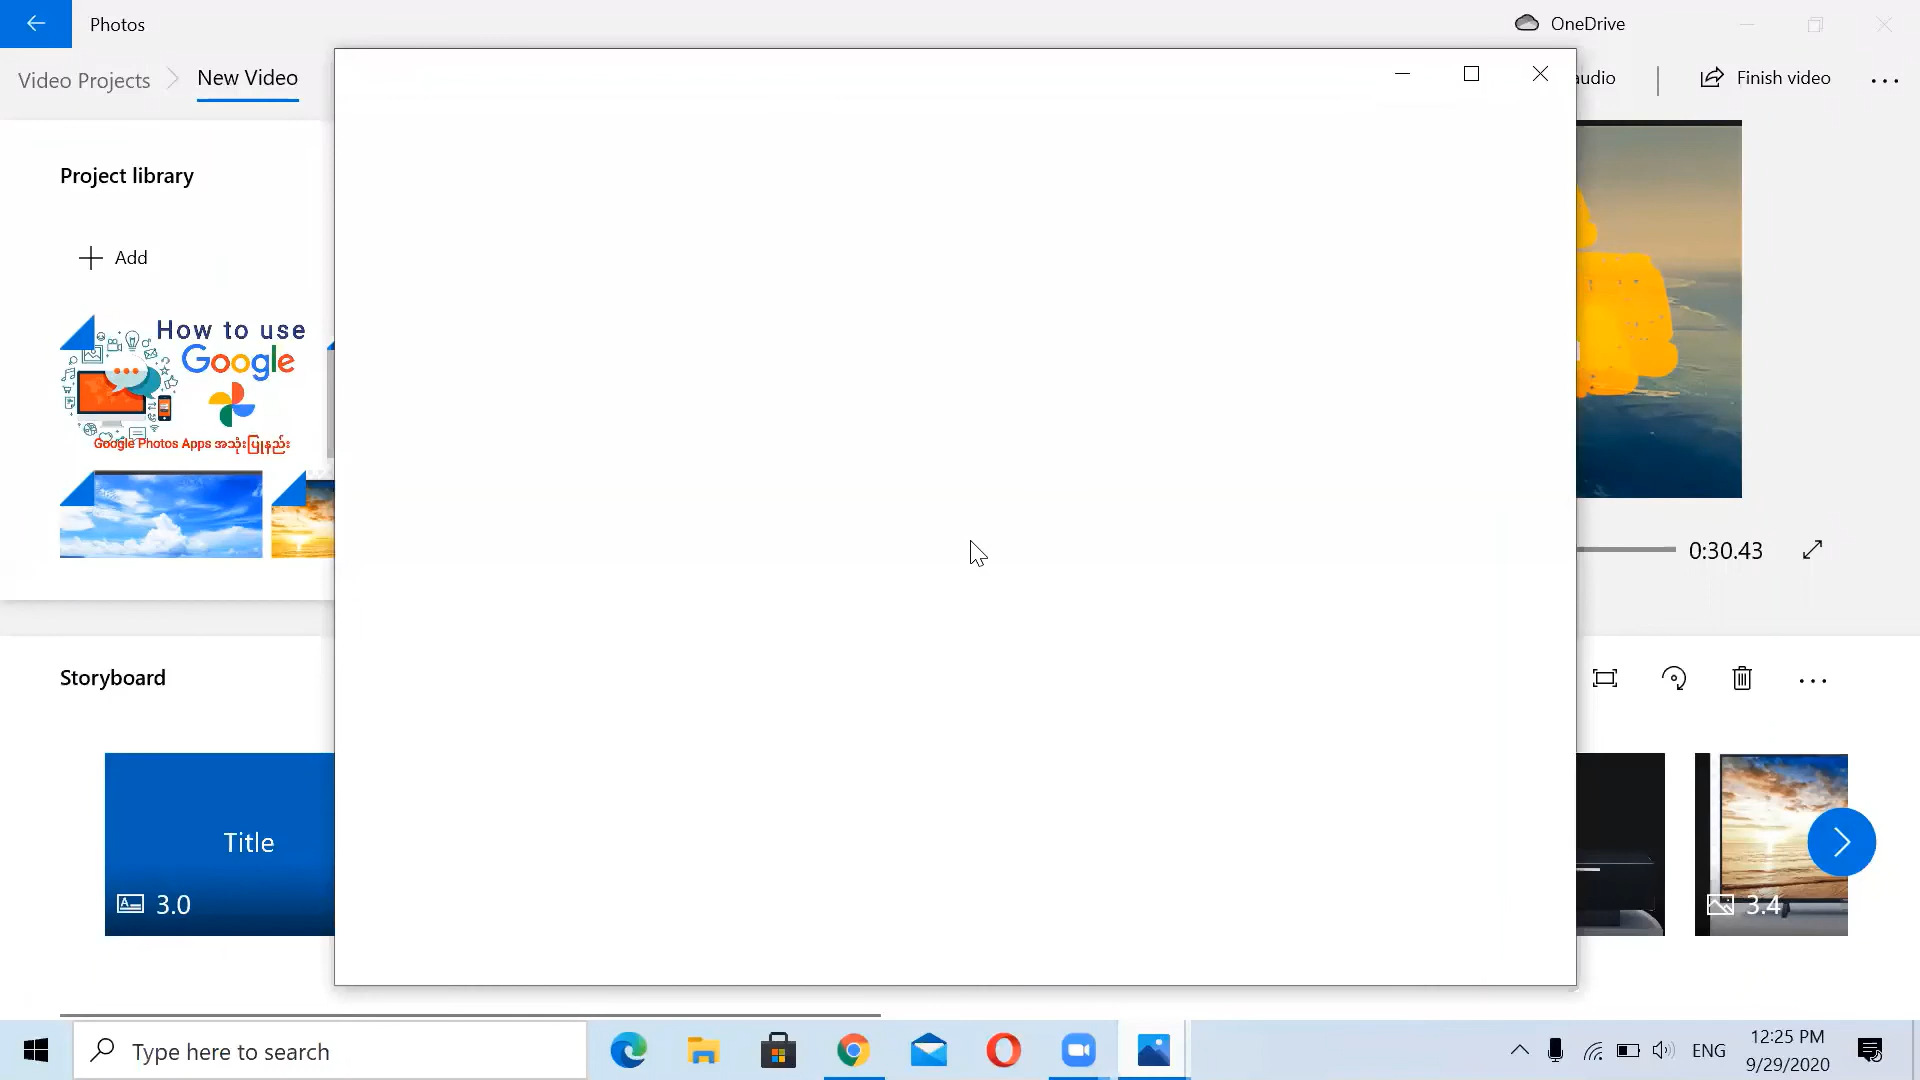 Photos
OneDrive
Video Projects
New Video
audio
Finish video
Project library
Add
How to use
Google
Google Photos Apps အသုံးပြုနည်း
0:30.43
Storyboard
Title
3.0
3.4
Type here to search
ENG
12:25 PM
9/29/2020